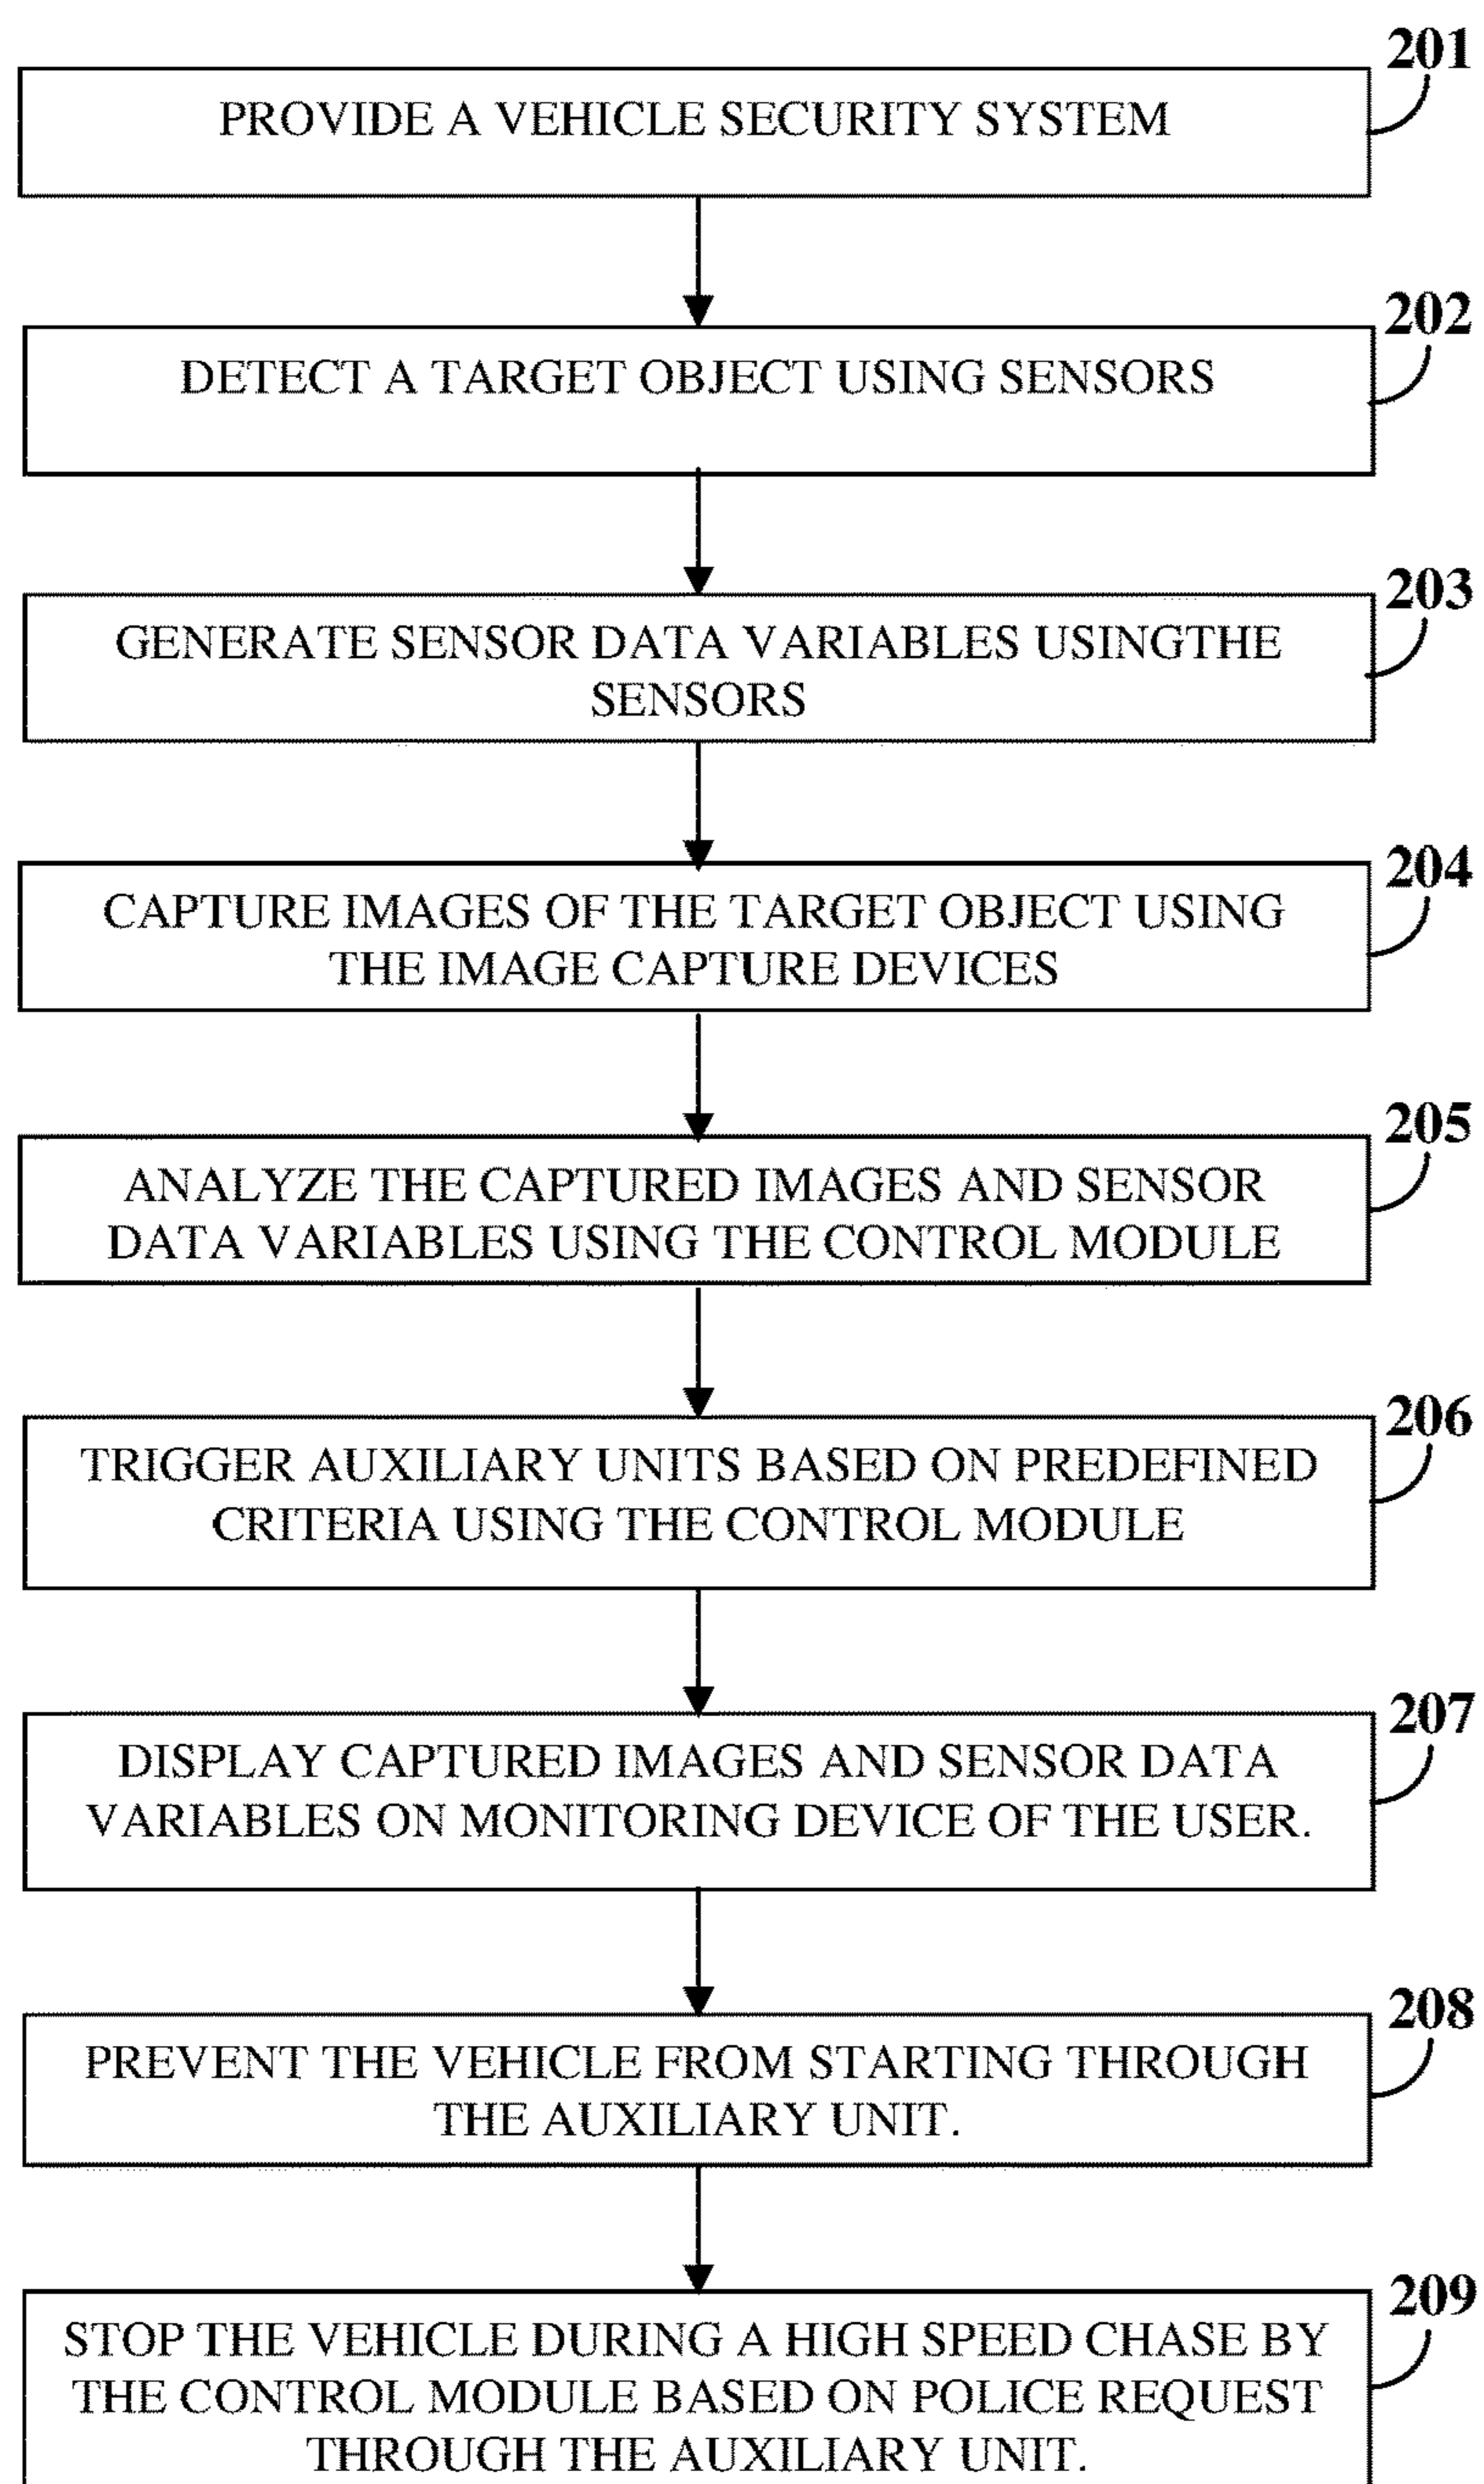 201
PROVIDE A VEHICLE SECURITY SYSTEM
202
DETECT A TARGET OBJECT USING SENSORS
203
GENERATE SENSOR DATA VARIABLES USINGTHE
SENSORS
204
CAPTURE IMAGES OF THE TARGET OBJECT USING
THE IMAGE CAPTURE DEVICES
205
ANALYZE THE CAPTURED IMAGES AND SENSOR
DATA VARIABLES USING THE CONTROL MODULE
206
TRIGGER AUXILIARY UNITS BASED ON PREDEFINED
CRITERIA USING THE CONTROL MODULE
207
DISPLAY CAPTURED IMAGES AND SENSOR DATA
VARIABLES ON MONITORING DEVICE OF THE USER.
208
PREVENT THE VEHICLE FROM STARTING THROUGH
THE AUXILIARY UNIT.
209
STOP THE VEHICLE DURING A HIGH SPEED CHASE BY
THE CONTROL MODULE BASED ON POLICE REQUEST
THROUGH THE AUXILIARY UNIT.